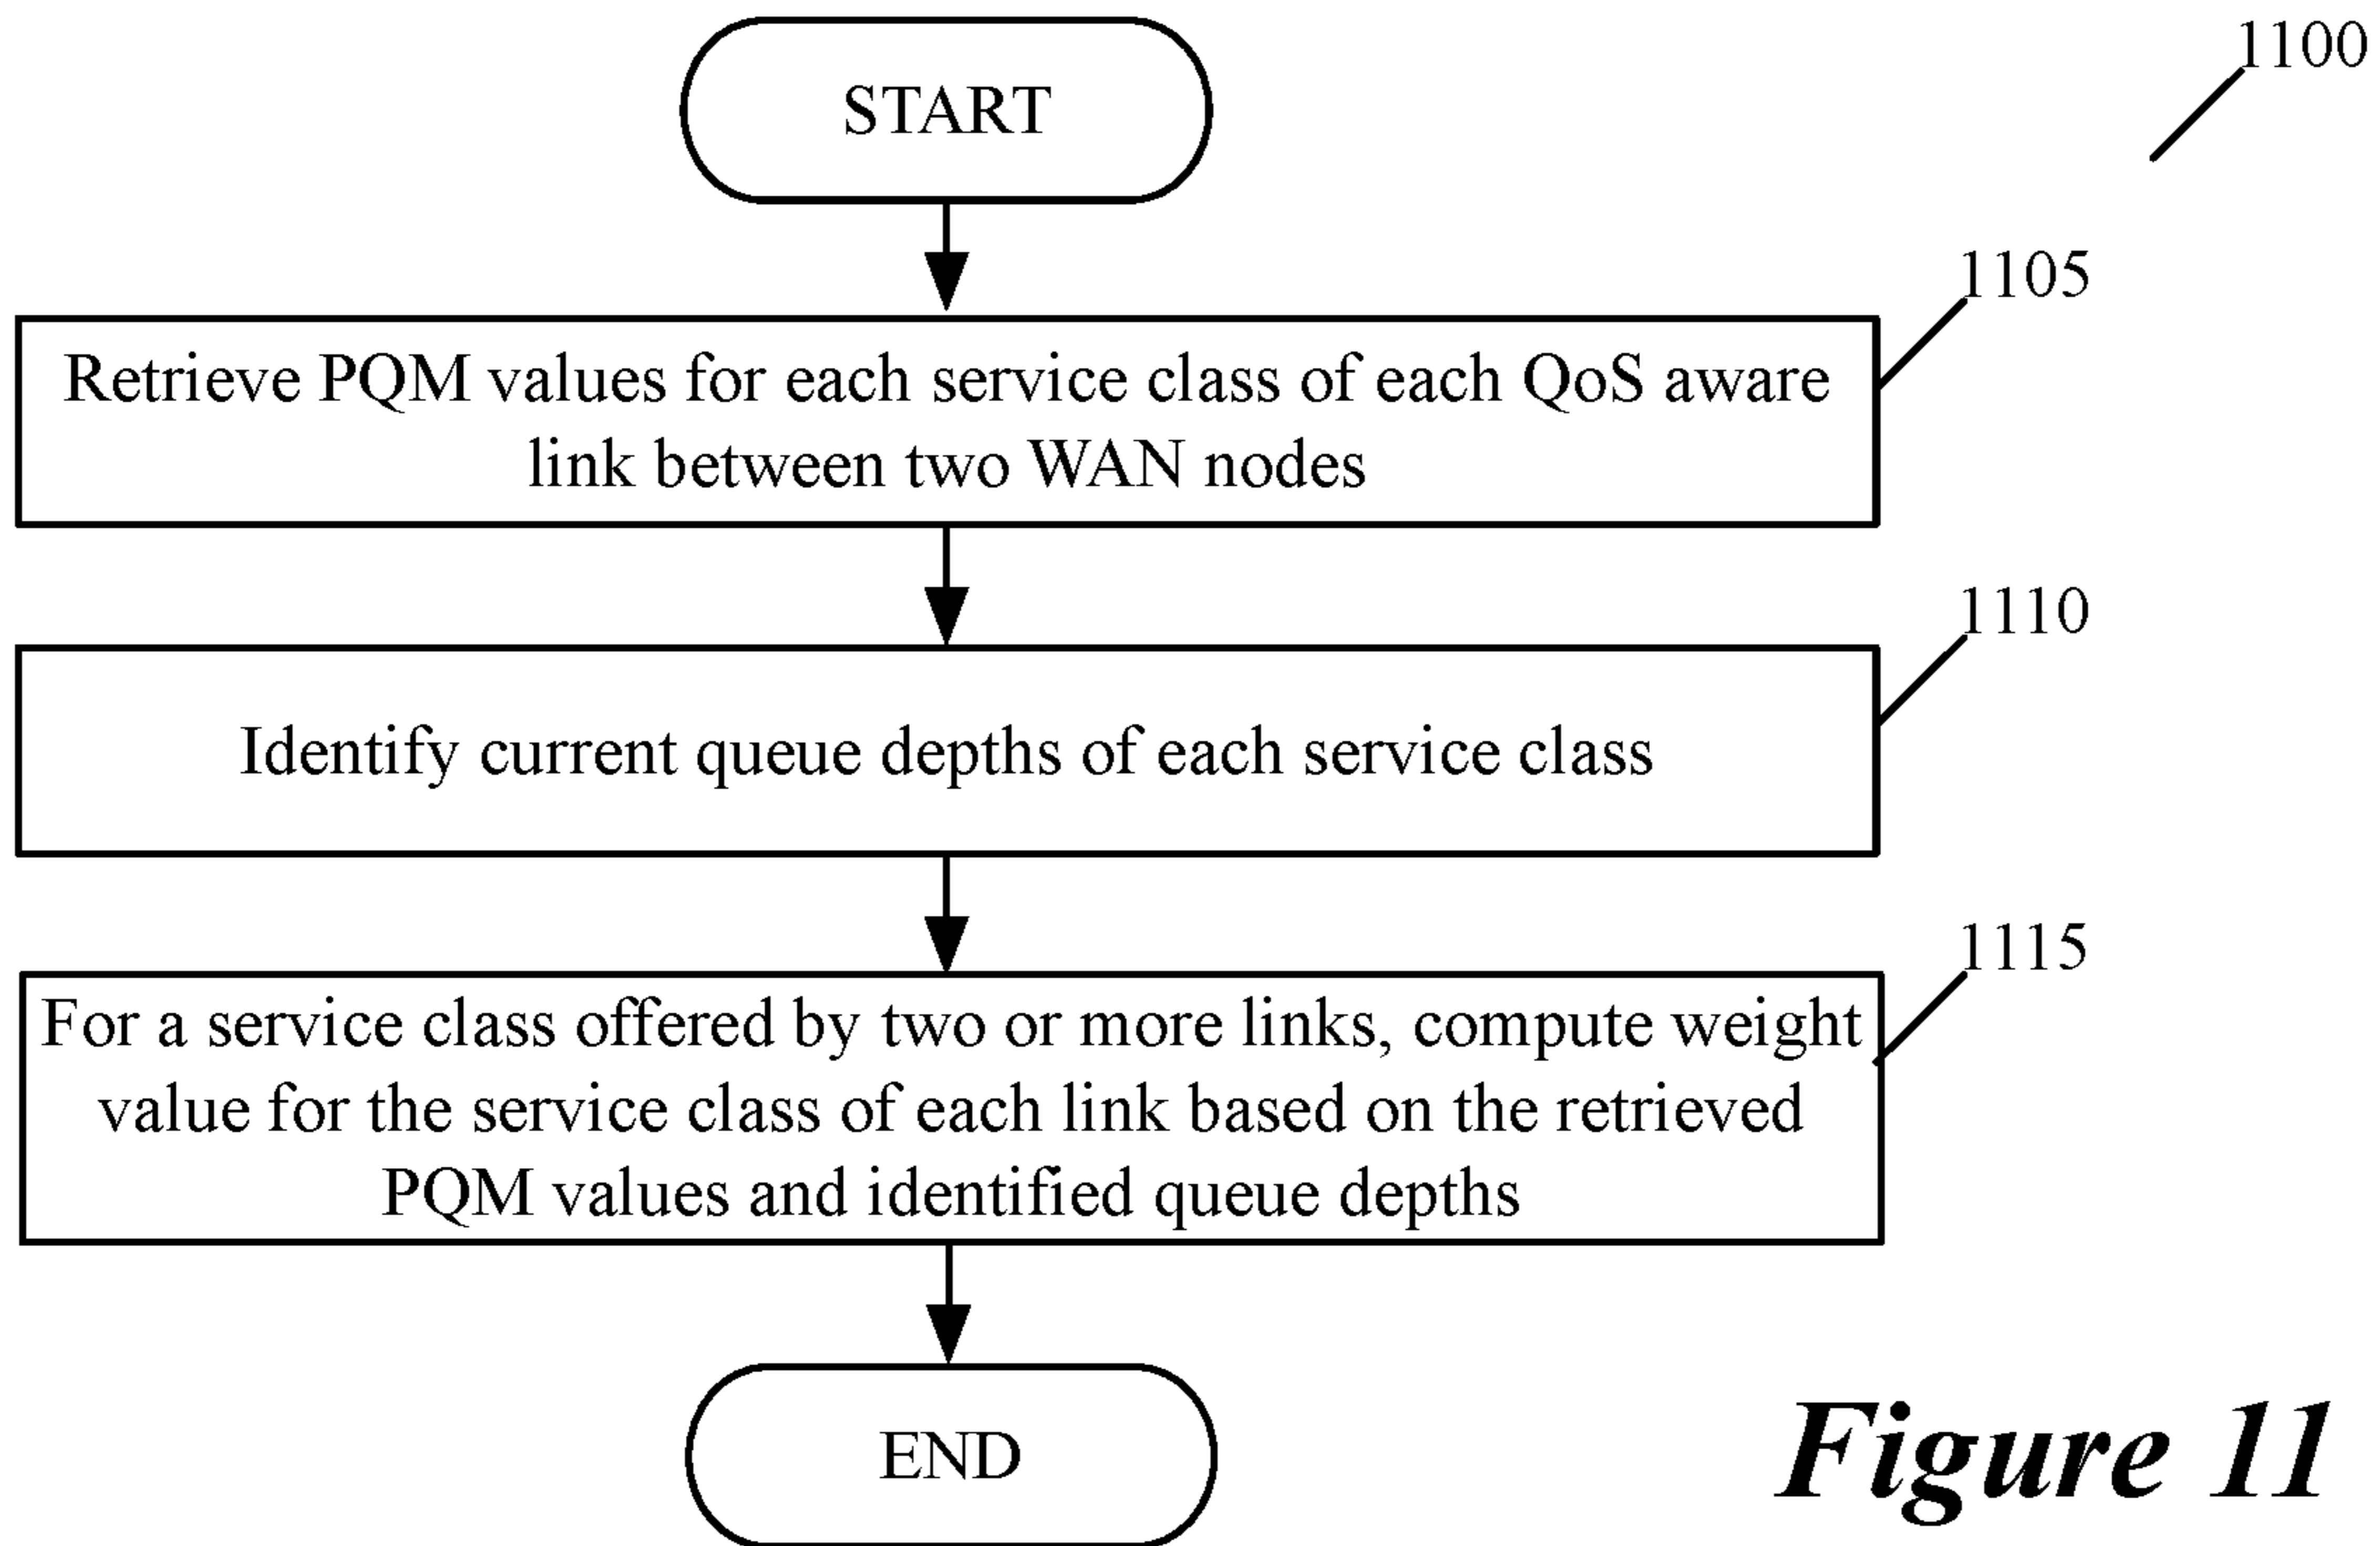 1100
START
1105
Retrieve PQM values for each service class of each QoS aware
link between two WAN nodes
1110
Identify current queue depths of each service class
1115
For a service class offered by two or more links, compute weight
value for the service class of each link based on the retrieved
PQM values and identified queue depths
END
Figure 11